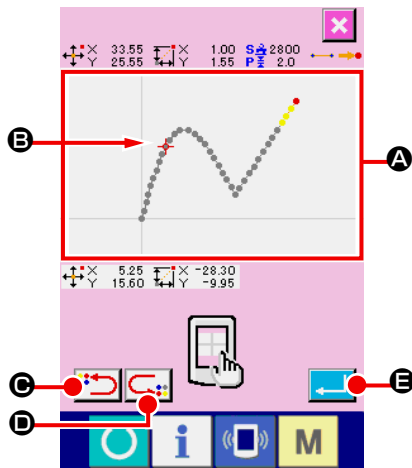 X 33.55 X 1.00 S 2800
Y 25.55 Y 1.55 P 2.0
B
A
X 5.25 X -28.30
Y 15.60 Y -9.95
C
D
E
i M